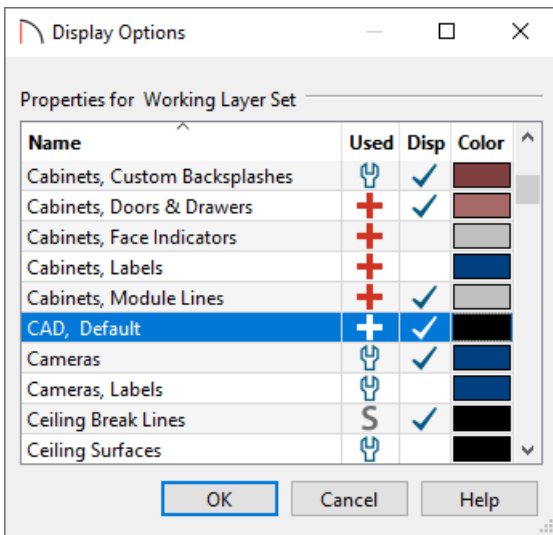 Display Options
Properties for Working Layer Set
Name Used Disp Color
Cabinets, Custom Backsplashes
Cabinets, Doors & Drawers
Cabinets, Face Indicators
Cabinets, Labels
Cabinets, Module Lines
CAD, Default
Cameras
Cameras, Labels
Ceiling Break Lines S
Ceiling Surfaces
OK Cancel Help